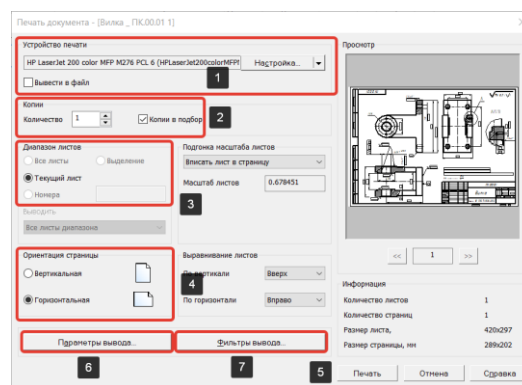 Печать документа - [Вилка _ ПК.00.01 1]
Устройство печати
HP LaserJet 200 color MFP M276 PCL 6 (HPLaserJet200colorMFPM
Настройка...
Вывести в файл
1
Копии
Количество 1
Копии в подбор
2
Диапазон листов
Все листы Выделение
Текущий лист
Номера
Выводить
Все листы диапазона
Подгонка масштаба листов
Вписать лист в страницу
Масштаб листов 0.678451
3
Ориентация страницы
Вертикальная
Горизонтальная
4
Выравнивание листов
По вертикали Вверх
По горизонтали Вправо
Параметры вывода...
6
Фильтры вывода...
7
Просмотр
Вилка
<< 1 >>
Информация
Количество листов 1
Количество страниц 1
Размер листа, 420x297
Размер страницы, мм 289x202
5
Печать Отмена Справка